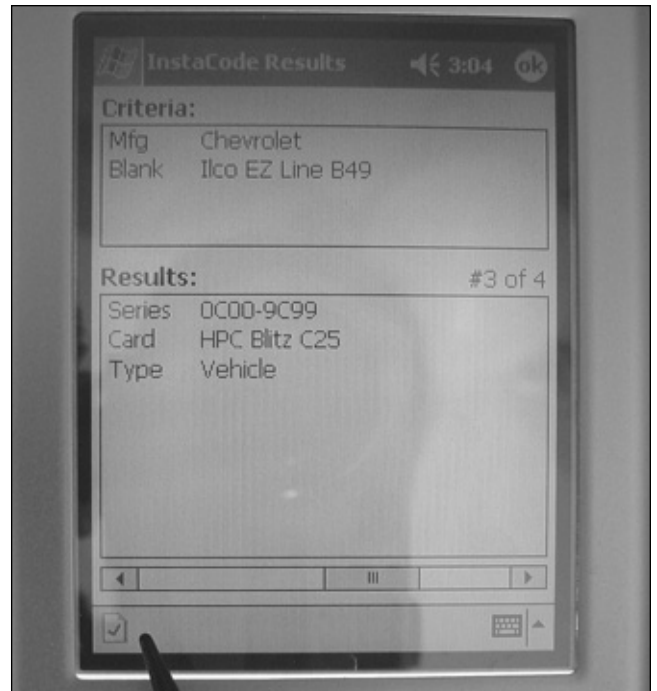 InstaCode Results 3:04 ok
Criteria:
Mfg Chevrolet
Blank Ilco EZ Line B49
Results: #3 of 4
Series 0C00-9C99
Card HPC Blitz C25
Type Vehicle